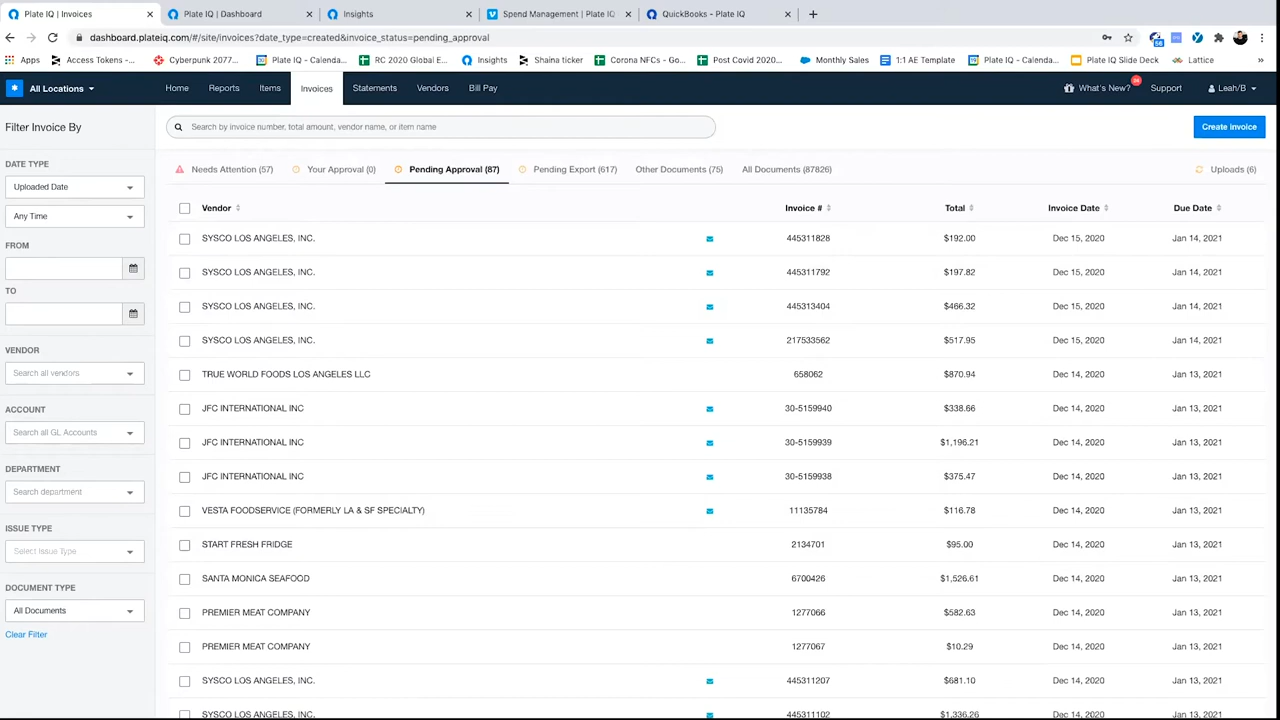 Plate IQ | Invoices
Plate IQ | Dashboard
Insights
Spend Management | Plate IQ
QuickBooks - Plate IQ
dashboard.plateiq.com/#/site/invoices?date_type=created&invoice_status=pending_approval
56
Apps
Access Tokens -...
Cyberpunk 2077...
Plate IQ - Calenda...
RC 2020 Global E...
Insights
Shaina ticker
Corona NFCs - Go...
Post Covid 2020...
Monthly Sales
1:1 AE Template
Plate IQ - Calenda...
Plate IQ Slide Deck
Lattice
»
All Locations
Home
Reports
Items
Invoices
Statements
Vendors
Bill Pay
What's New?
Support
Leah/B
Filter Invoice By
Search by invoice number, total amount, vendor name, or item name
Create invoice
DATE TYPE
Uploaded Date
Any Time
FROM
TO
VENDOR
Search all vendors
ACCOUNT
Search all GL Accounts
DEPARTMENT
Search department
ISSUE TYPE
Select Issue Type
DOCUMENT TYPE
All Documents
Clear Filter
Needs Attention (57) Your Approval (0) Pending Approval (87) Pending Export (617) Other Documents (75) All Documents (87826) Uploads (6)
Vendor Invoice # Total Invoice Date Due Date
SYSCO LOS ANGELES, INC. 445311828 $192.00 Dec 15, 2020 Jan 14, 2021
SYSCO LOS ANGELES, INC. 445311792 $197.82 Dec 15, 2020 Jan 14, 2021
SYSCO LOS ANGELES, INC. 445313404 $466.32 Dec 15, 2020 Jan 14, 2021
SYSCO LOS ANGELES, INC. 217533562 $517.95 Dec 15, 2020 Jan 14, 2021
TRUE WORLD FOODS LOS ANGELES LLC 658062 $870.94 Dec 14, 2020 Jan 13, 2021
JFC INTERNATIONAL INC 30-5159940 $338.66 Dec 14, 2020 Jan 13, 2021
JFC INTERNATIONAL INC 30-5159939 $1,196.21 Dec 14, 2020 Jan 13, 2021
JFC INTERNATIONAL INC 30-5159938 $375.47 Dec 14, 2020 Jan 13, 2021
VESTA FOODSERVICE (FORMERLY LA & SF SPECIALTY) 11135784 $116.78 Dec 14, 2020 Jan 13, 2021
START FRESH FRIDGE 2134701 $95.00 Dec 14, 2020 Jan 13, 2021
SANTA MONICA SEAFOOD 6700426 $1,526.61 Dec 14, 2020 Jan 13, 2021
PREMIER MEAT COMPANY 1277066 $582.63 Dec 14, 2020 Jan 13, 2021
PREMIER MEAT COMPANY 1277067 $10.29 Dec 14, 2020 Jan 13, 2021
SYSCO LOS ANGELES, INC. 445311207 $681.10 Dec 14, 2020 Jan 13, 2021
SYSCO LOS ANGELES, INC. 445311102 $1,336.26 Dec 14, 2020 Jan 13, 2021